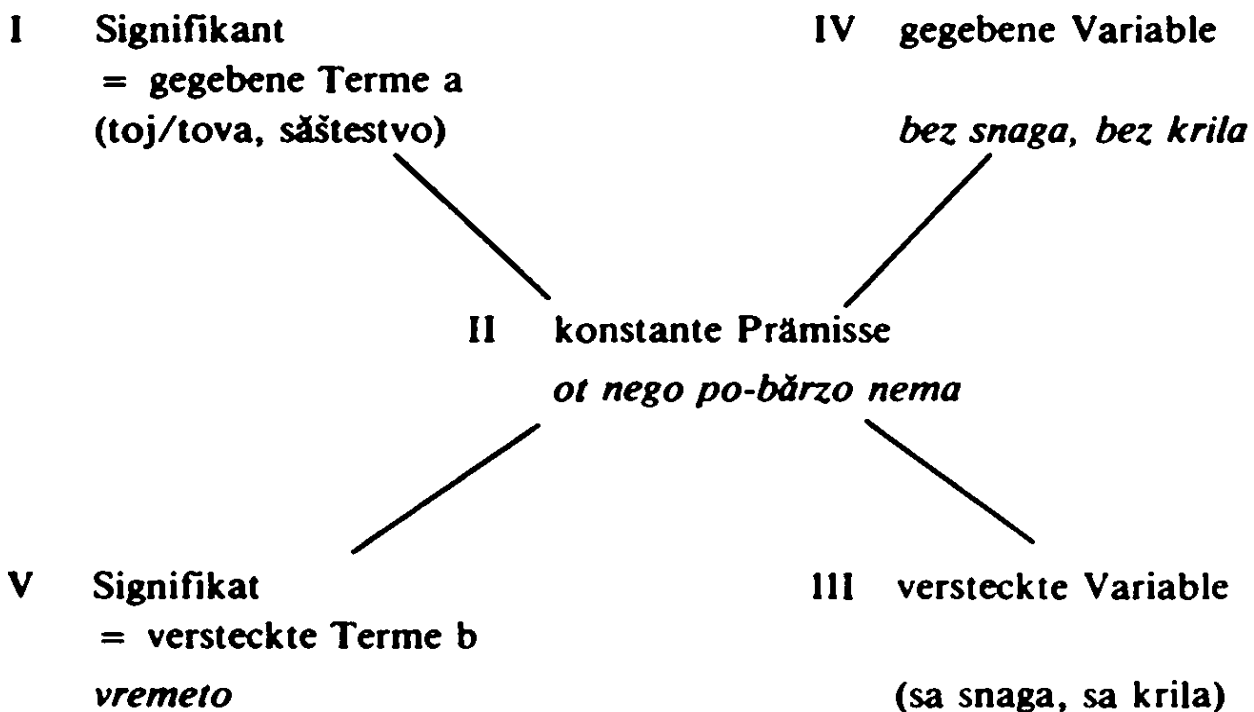 I Signifikant
= gegebene Terme a
(toj/tova, săštestvo)
IV gegebene Variable
bez snaga, bez krila
II konstante Prämisse
ot nego po-bărzo nema
V Signifikat
= versteckte Terme b
vremeto
III versteckte Variable
(sa snaga, sa krila)